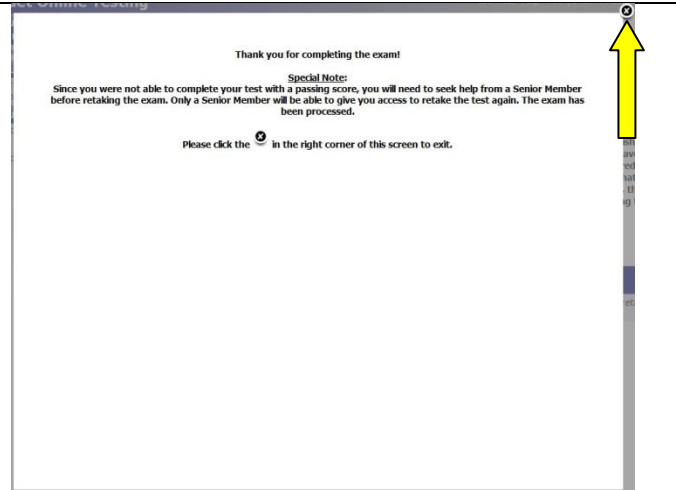 Online Testing
Thank you for completing the exam!
Special Note:
Since you were not able to complete your test with a passing score, you will need to seek help from a Senior Member
before retaking the exam. Only a Senior Member will be able to give you access to retake the test again. The exam has
been processed.
Please click the in the right corner of this screen to exit.